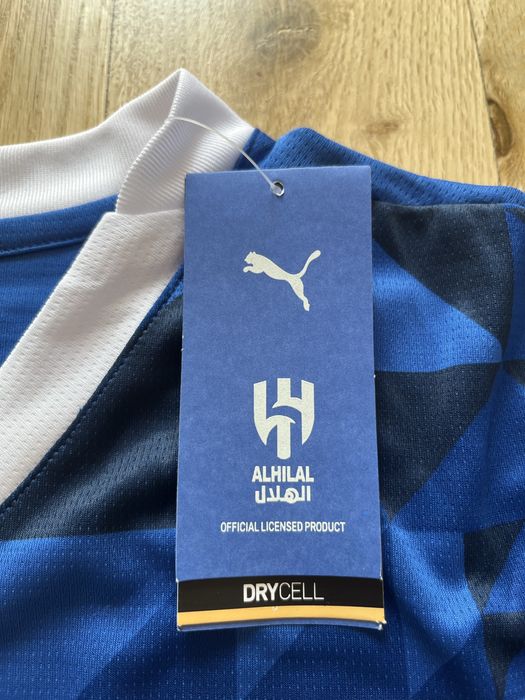 ALHILAL
الهلال
OFFICIAL LICENSED PRODUCT
DRYCELL